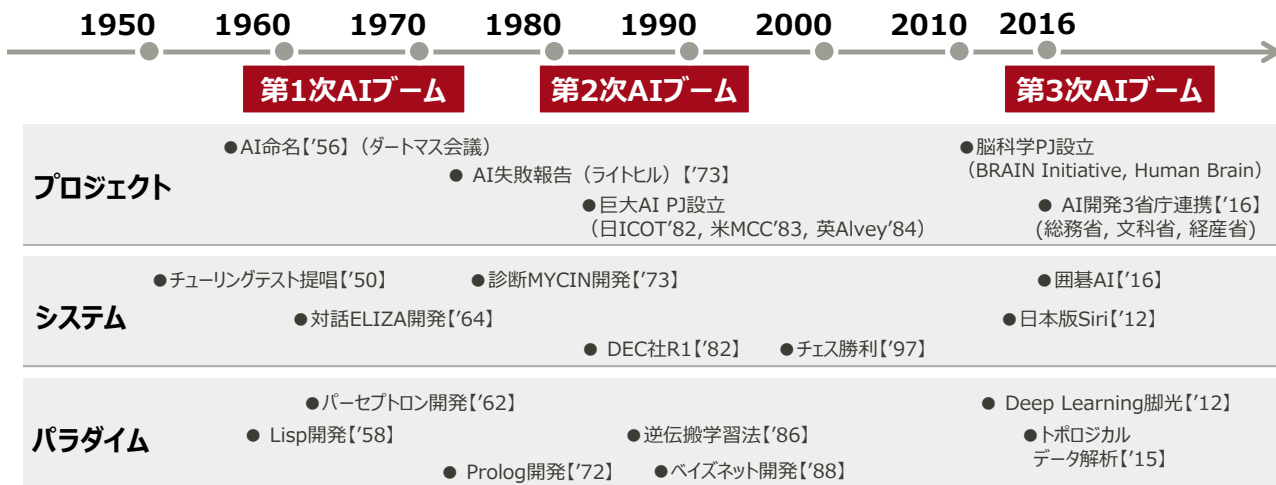 1950 1960 1970 1980 1990 2000 2010 2016
第1次AIブーム 第2次AIブーム 第3次AIブーム
プロジェクト
●AI命名【’56】（ダートマス会議）
● AI失敗報告（ライトヒル）【’73】
●巨大AI PJ設立
（日ICOT’82, 米MCC’83, 英Alvey’84）
●脳科学PJ設立
（BRAIN Initiative, Human Brain）
● AI開発3省庁連携【’16】
(総務省, 文科省, 経産省)
システム
●チューリングテスト提唱【’50】
●診断MYCIN開発【’73】
●囲碁AI【’16】
●対話ELIZA開発【’64】
●日本版Siri【’12】
● DEC社R1【’82】
●チェス勝利【’97】
パラダイム
●パーセプトロン開発【’62】
● Deep Learning脚光【’12】
● Lisp開発【’58】
●逆伝搬学習法【’86】
●トポロジカル
データ解析【’15】
● Prolog開発【’72】
●ベイズネット開発【’88】